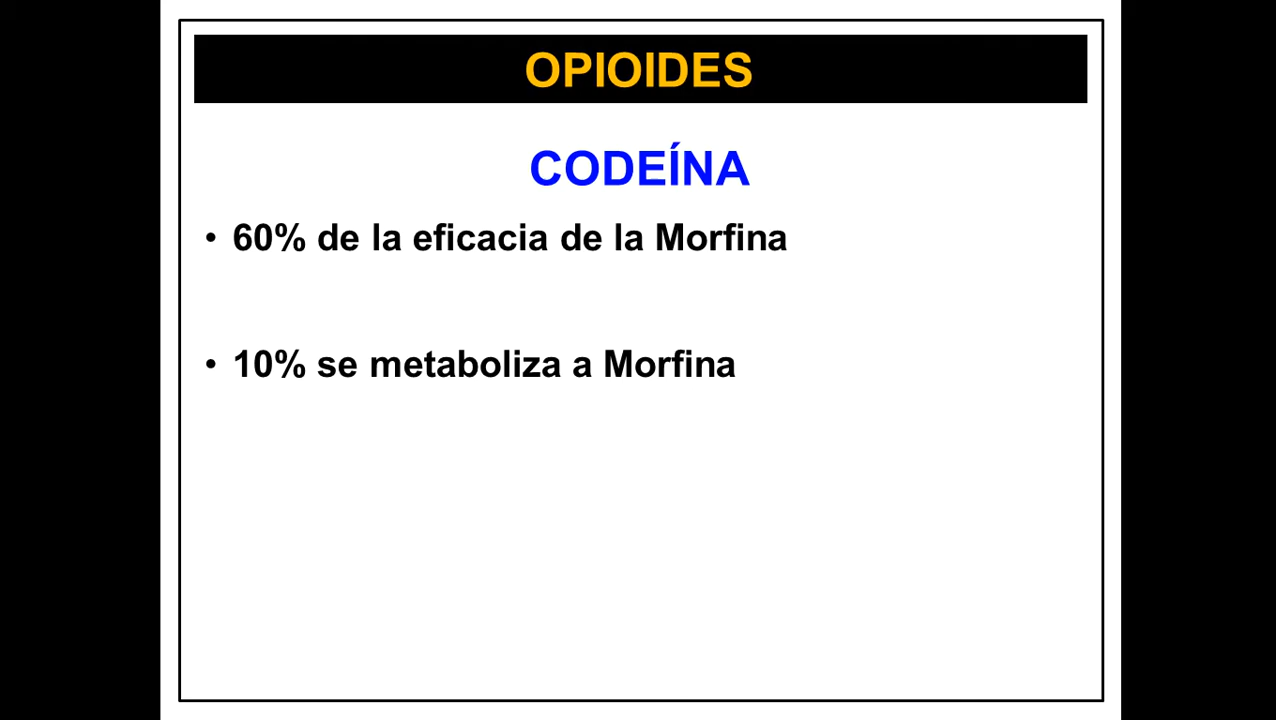 OPIOIDES
CODEÍNA
• 60% de la eficacia de la Morfina
• 10% se metaboliza a Morfina